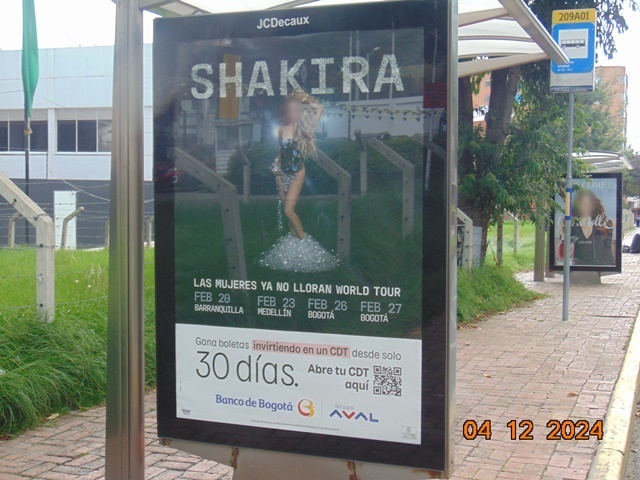 JCDecaux
SHAKIRA
LAS MUJERES YA NO LLORAN WORLD TOUR
FEB 20 FEB 23 FEB 26 FEB 27
BARRANQUILLA MEDELLÍN BOGOTÁ BOGOTÁ
Gana boletas invirtiendo en un CDT desde solo
30 días.
Abre tu CDT
aquí
Banco de Bogotá
Grupo
AVAL
209A01
04 12 2024